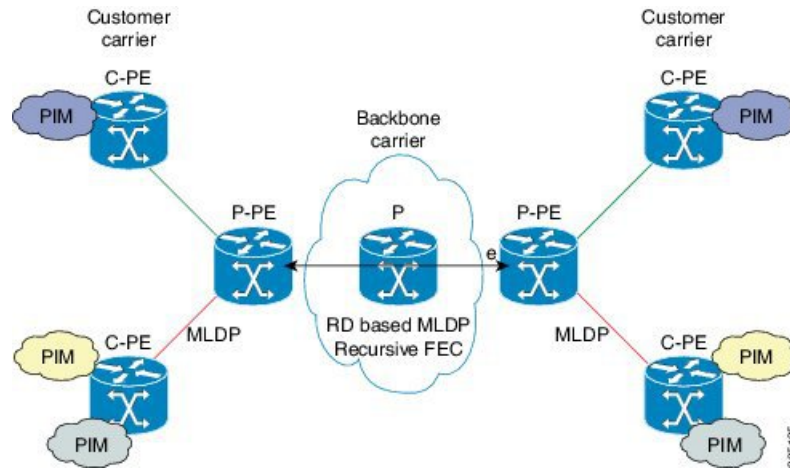 Customer
carrier
C-PE
PIM
Customer
carrier
C-PE
PIM
Backbone
carrier
P-PE
P
P-PE
e
RD based MLDP
Recursive FEC
MLDP
C-PE
PIM
PIM
MLDP
C-PE
PIM
PIM